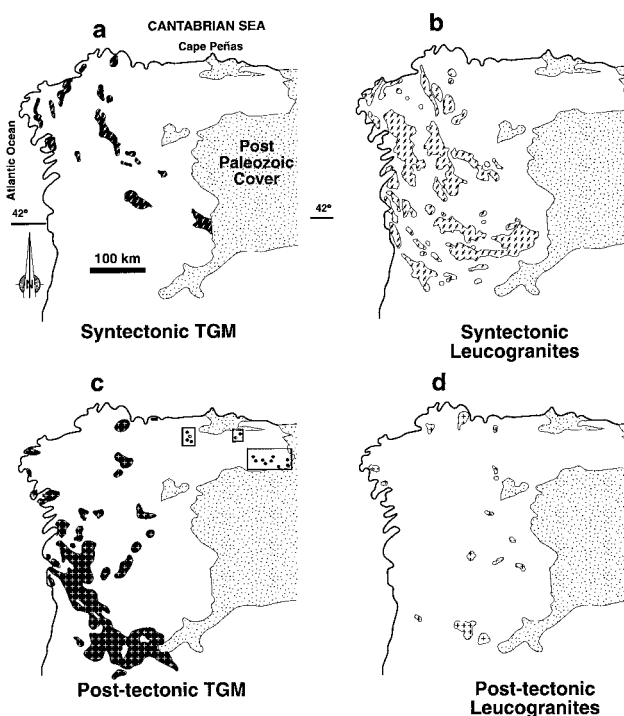 a
CANTABRIAN SEA
Cape Peñas
Atlantic Ocean
Post
Paleozoic
Cover
42°
N
100 km
Syntectonic TGM
b
42°
Syntectonic
Leucogranites
c
Post-tectonic TGM
d
Post-tectonic
Leucogranites